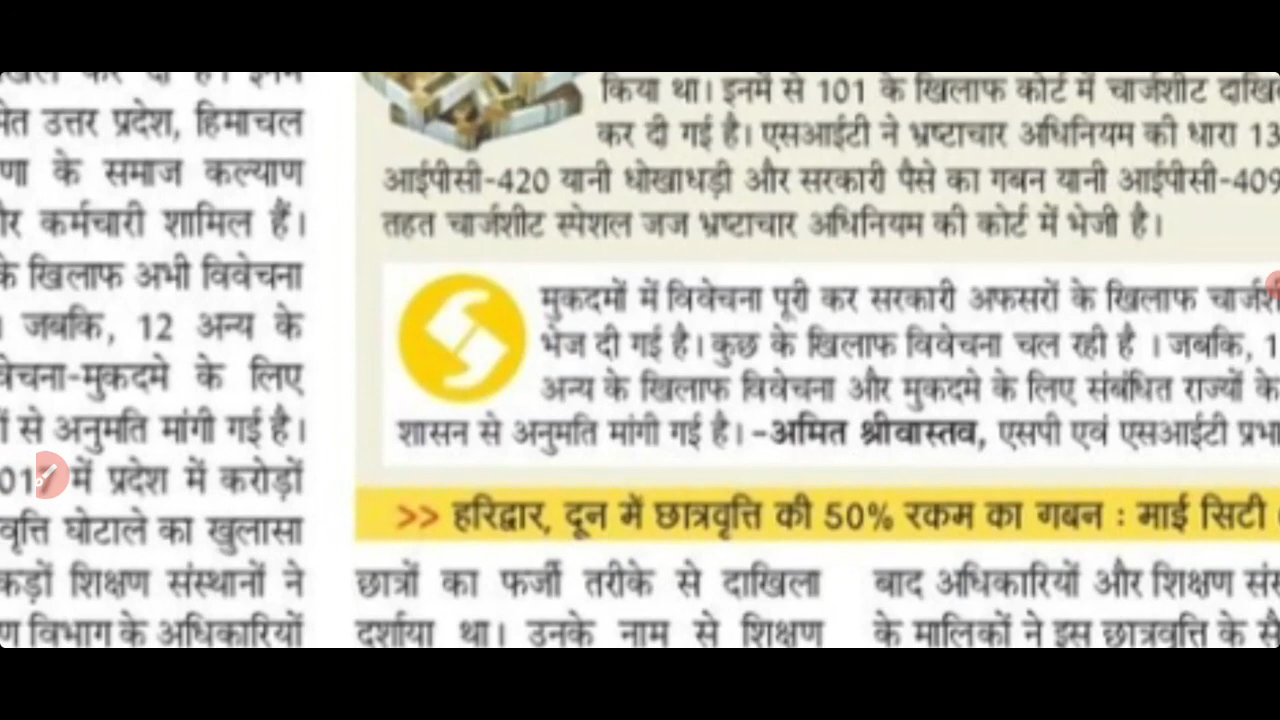 उत्तर प्रदेश, हिमाचल
के समाज कल्याण
कर्मचारी शामिल हैं।
के खिलाफ अभी विवेचना
जबकि, 12 अन्य के
वेचना-मुकदमे के लिए
से अनुमति मांगी गई है।
में प्रदेश में करोड़ों
वृत्ति घोटाले का खुलासा
कड़ों शिक्षण संस्थानों ने
ण विभाग के अधिकारियों
किया था। इनमें से 101 के खिलाफ कोर्ट में चार्जशीट दाखि
कर दी गई है। एसआईटी ने भ्रष्टाचार अधिनियम की धारा 13
आईपीसी-420 यानी धोखाधड़ी और सरकारी पैसे का गबन यानी आईपीसी-409
तहत चार्जशीट स्पेशल जज भ्रष्टाचार अधिनियम की कोर्ट में भेजी है।
मुकदमों में विवेचना पूरी कर सरकारी अफसरों के खिलाफ चार्जश
भेज दी गई है। कुछ के खिलाफ विवेचना चल रही है । जबकि, 1
अन्य के खिलाफ विवेचना और मुकदमे के लिए संबंधित राज्यों के
शासन से अनुमति मांगी गई है। -अमित श्रीवास्तव, एसपी एवं एसआईटी प्रभा
>> हरिद्वार, दून में छात्रवृत्ति की 50% रकम का गबन : माई सिटी
छात्रों का फर्जी तरीके से दाखिला
दर्शाया था। उनके नाम से शिक्षण
बाद अधिकारियों और शिक्षण संस
के मालिकों ने इस छात्रवृत्ति के सै